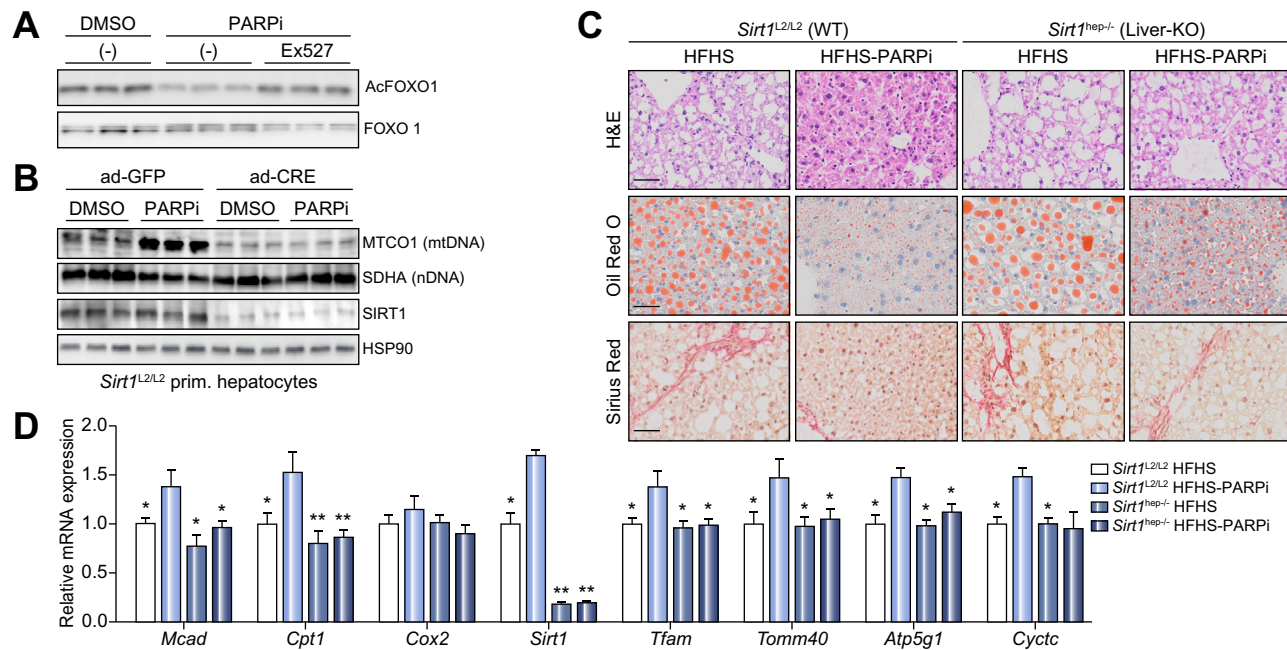 A
DMSO PARPi
(-) (-) Ex527
AcFOXO1
FOXO 1
B
ad-GFP ad-CRE
DMSO PARPi DMSO PARPi
MTCO1 (mtDNA)
SDHA (nDNA)
SIRT1
HSP90
Sirt1L2/L2 prim. hepatocytes
C
Sirt1L2/L2 (WT) Sirt1hep-/- (Liver-KO)
HFHS HFHS-PARPi HFHS HFHS-PARPi
H&E
Oil Red O
Sirius Red
D
Relative mRNA expression
2.0
1.5
1.0
0.5
0.0
* * *
* ** **
* ** **
* * *
* * *
* * *
* *
Mcad Cpt1 Cox2 Sirt1 Tfam Tomm40 Atp5g1 Cyctc
Sirt1L2/L2 HFHS
Sirt1L2/L2 HFHS-PARPi
Sirt1hep-/- HFHS
Sirt1hep-/- HFHS-PARPi